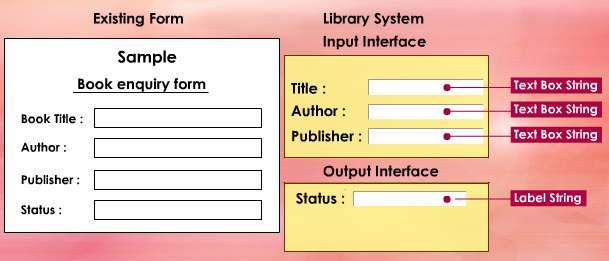 Existing Form
Sample
Book enquiry form
Book Title :
Author :
Publisher :
Status :
Library System
Input Interface
Title :
Text Box String
Author :
Text Box String
Publisher :
Text Box String
Output Interface
Status :
Label String